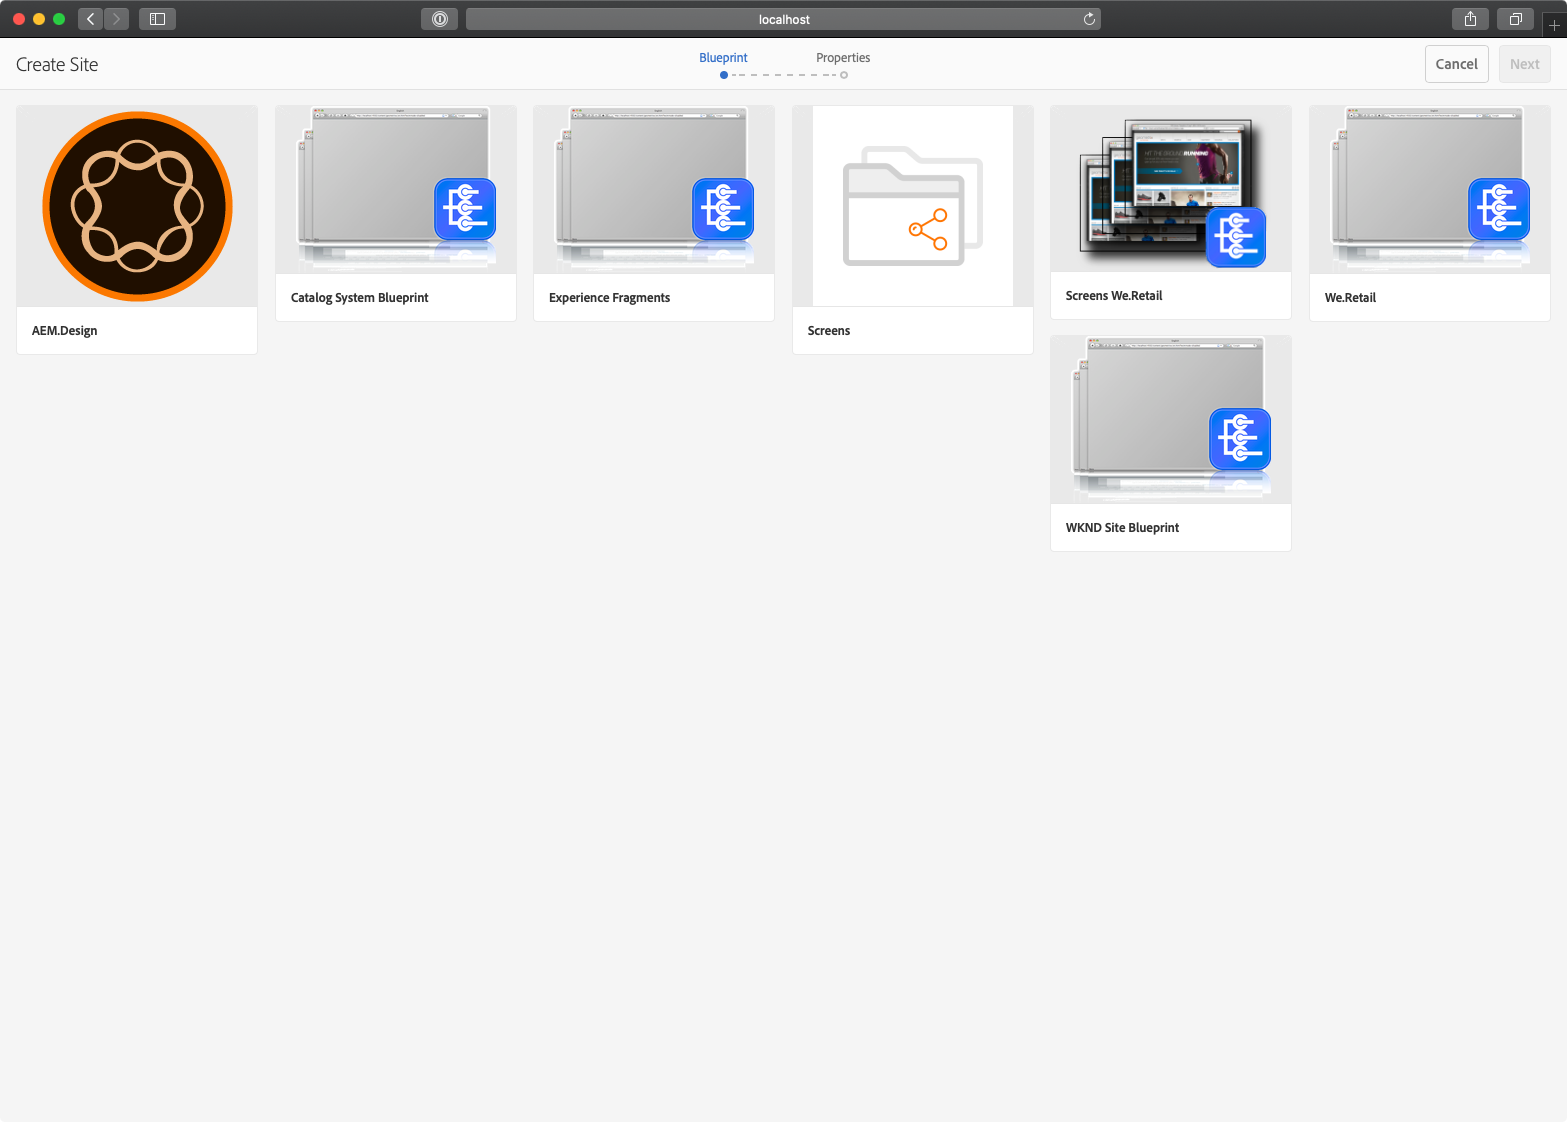 localhost
Create Site
Blueprint
Properties
Cancel
Next
AEM.Design
Catalog System Blueprint
Experience Fragments
Screens
Screens We.Retail
We.Retail
WKND Site Blueprint